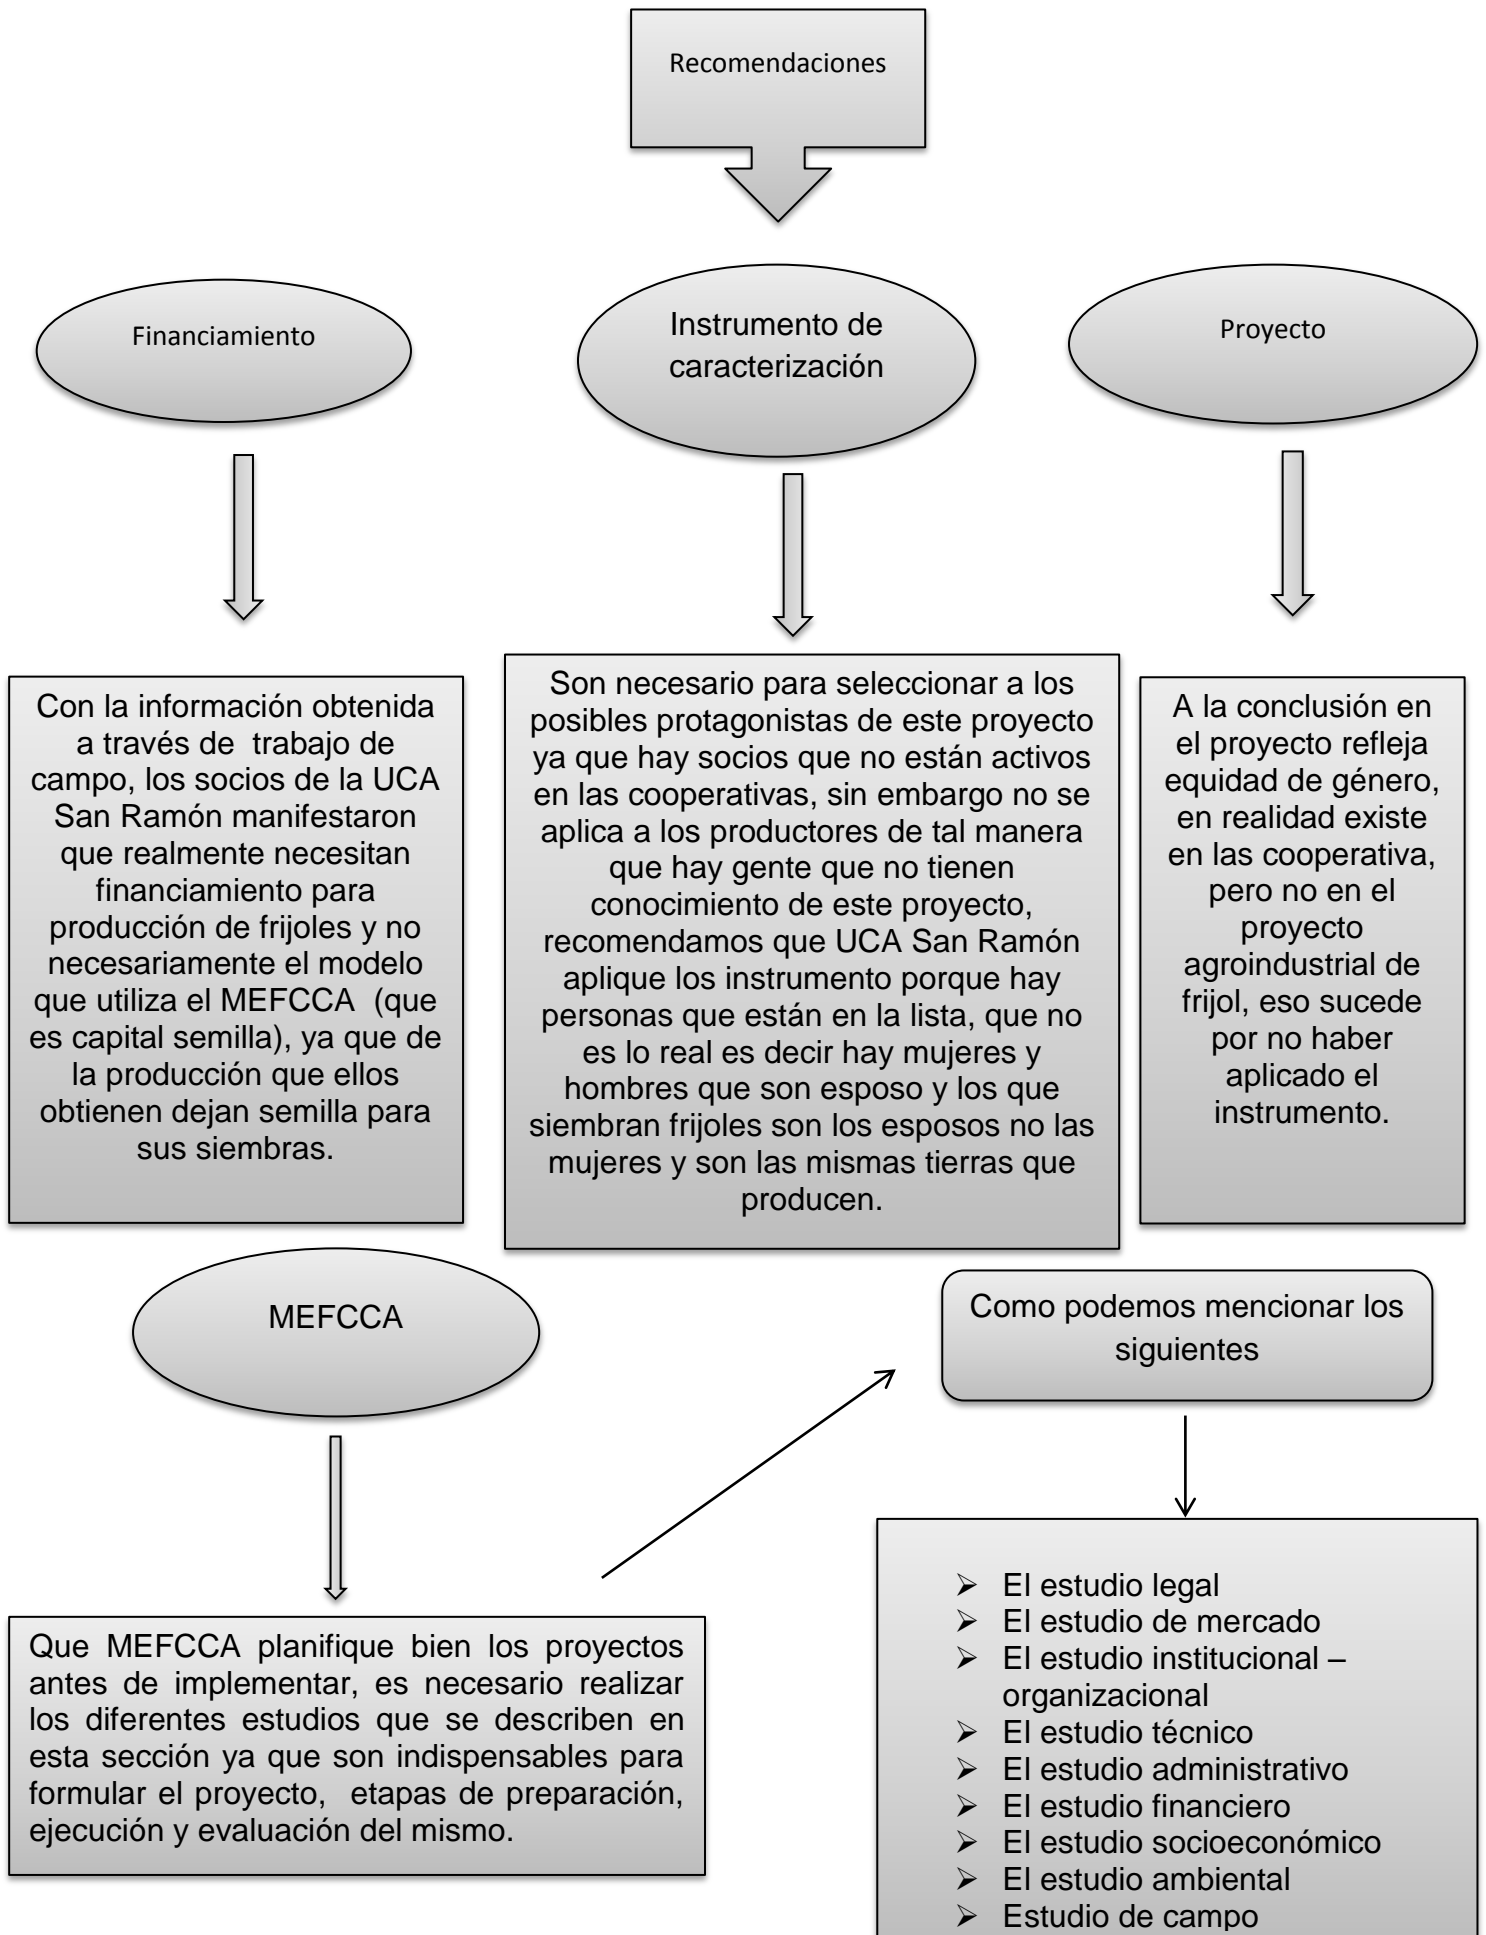 Recomendaciones
Financiamiento
Instrumento de
caracterización
Proyecto
Con la información obtenida
a través de trabajo de
campo, los socios de la UCA
San Ramón manifestaron
que realmente necesitan
financiamiento para
producción de frijoles y no
necesariamente el modelo
que utiliza el MEFCCA (que
es capital semilla), ya que de
la producción que ellos
obtienen dejan semilla para
sus siembras.
Son necesario para seleccionar a los
posibles protagonistas de este proyecto
ya que hay socios que no están activos
en las cooperativas, sin embargo no se
aplica a los productores de tal manera
que hay gente que no tienen
conocimiento de este proyecto,
recomendamos que UCA San Ramón
aplique los instrumento porque hay
personas que están en la lista, que no
es lo real es decir hay mujeres y
hombres que son esposo y los que
siembran frijoles son los esposos no las
mujeres y son las mismas tierras que
producen.
A la conclusión en
el proyecto refleja
equidad de género,
en realidad existe
en las cooperativa,
pero no en el
proyecto
agroindustrial de
frijol, eso sucede
por no haber
aplicado el
instrumento.
MEFCCA
Que MEFCCA planifique bien los proyectos
antes de implementar, es necesario realizar
los diferentes estudios que se describen en
esta sección ya que son indispensables para
formular el proyecto, etapas de preparación,
ejecución y evaluación del mismo.
Como podemos mencionar los
siguientes
➢ El estudio legal
➢ El estudio de mercado
➢ El estudio institucional –
organizacional
➢ El estudio técnico
➢ El estudio administrativo
➢ El estudio financiero
➢ El estudio socioeconómico
➢ El estudio ambiental
➢ Estudio de campo